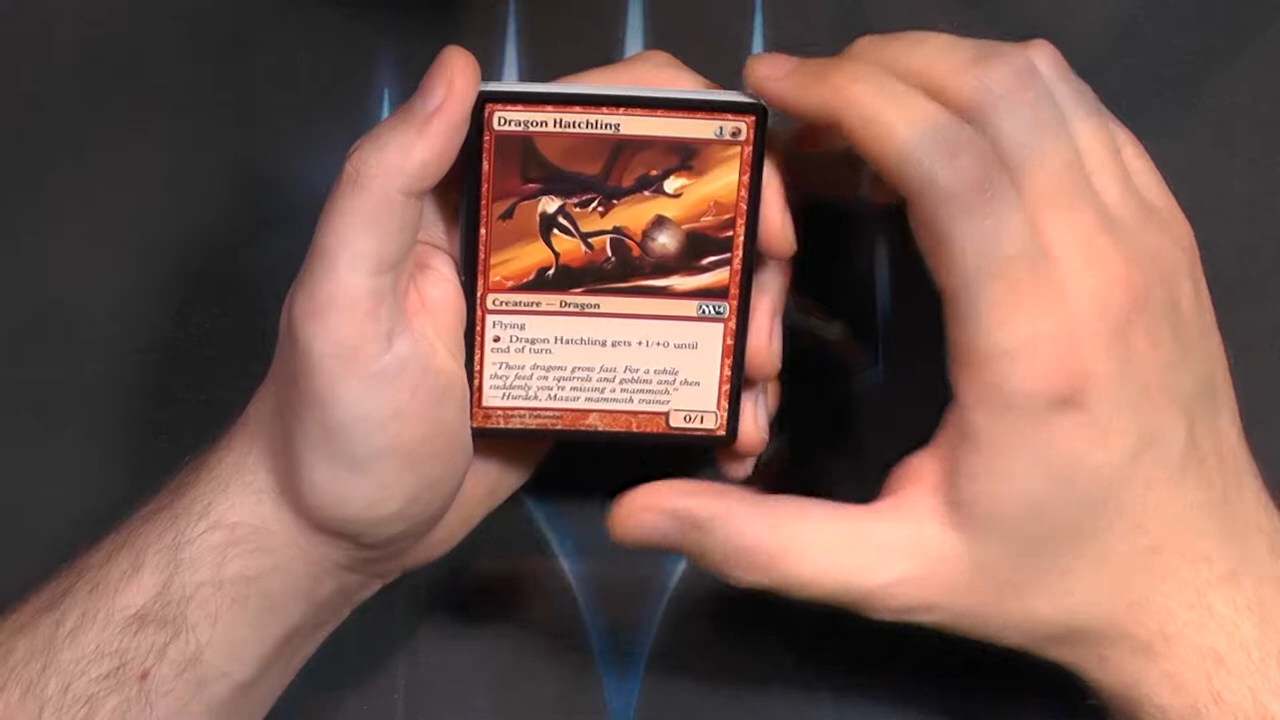 Dragon Hatchling
1
Creature — Dragon
M14
Flying
: Dragon Hatchling gets +1/+0 until
end of turn.
"Those dragons grow fast. For a while
they feed on squirrels and goblins and then
suddenly you're missing a mammoth."
—Hurdek, Mazar mammoth trainer
0/1